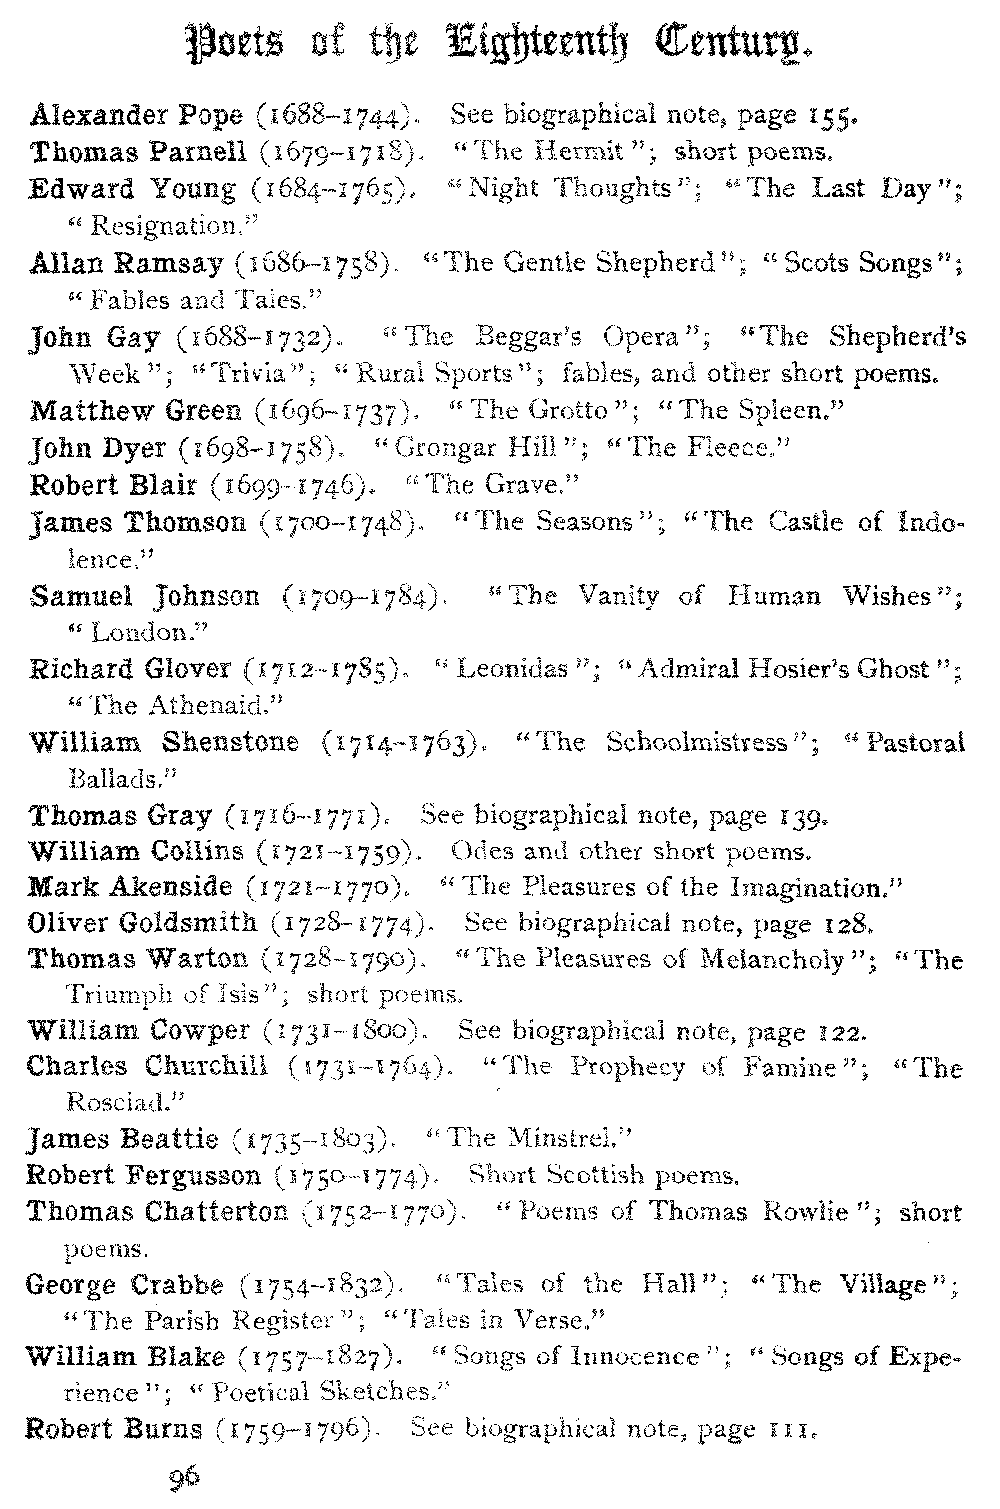 Poets of the Eighteenth Century.
Alexander Pope (1688–1744). See biographical note, page 155.
Thomas Parnell (1679–1718). "The Hermit"; short poems.
Edward Young (1684–1765). "Night Thoughts"; "The Last Day";
"Resignation."
Allan Ramsay (1686–1758). "The Gentle Shepherd"; "Scots Songs";
"Fables and Tales."
John Gay (1688–1732). "The Beggar's Opera"; "The Shepherd's
Week"; "Trivia"; "Rural Sports"; fables, and other short poems.
Matthew Green (1696–1737). "The Grotto"; "The Spleen."
John Dyer (1698–1758). "Grongar Hill"; "The Fleece."
Robert Blair (1699–1746). "The Grave."
James Thomson (1700–1748). "The Seasons"; "The Castle of Indo-
lence."
Samuel Johnson (1709–1784). "The Vanity of Human Wishes";
"London."
Richard Glover (1712–1785). "Leonidas"; "Admiral Hosier's Ghost";
"The Athenaid."
William Shenstone (1714–1763). "The Schoolmistress"; "Pastoral
Ballads."
Thomas Gray (1716–1771). See biographical note, page 139.
William Collins (1721–1759). Odes and other short poems.
Mark Akenside (1721–1770). "The Pleasures of the Imagination."
Oliver Goldsmith (1728–1774). See biographical note, page 128.
Thomas Warton (1728–1790). "The Pleasures of Melancholy"; "The
Triumph of Isis"; short poems.
William Cowper (1731–1800). See biographical note, page 122.
Charles Churchill (1731–1764). "The Prophecy of Famine"; "The
Rosciad."
James Beattie (1735–1803). "The Minstrel."
Robert Fergusson (1750–1774). Short Scottish poems.
Thomas Chatterton (1752–1770). "Poems of Thomas Rowlie"; short
poems.
George Crabbe (1754–1832). "Tales of the Hall"; "The Village";
"The Parish Register"; "Tales in Verse."
William Blake (1757–1827). "Songs of Innocence"; "Songs of Expe-
rience"; "Poetical Sketches."
Robert Burns (1759–1796). See biographical note, page 111.
96